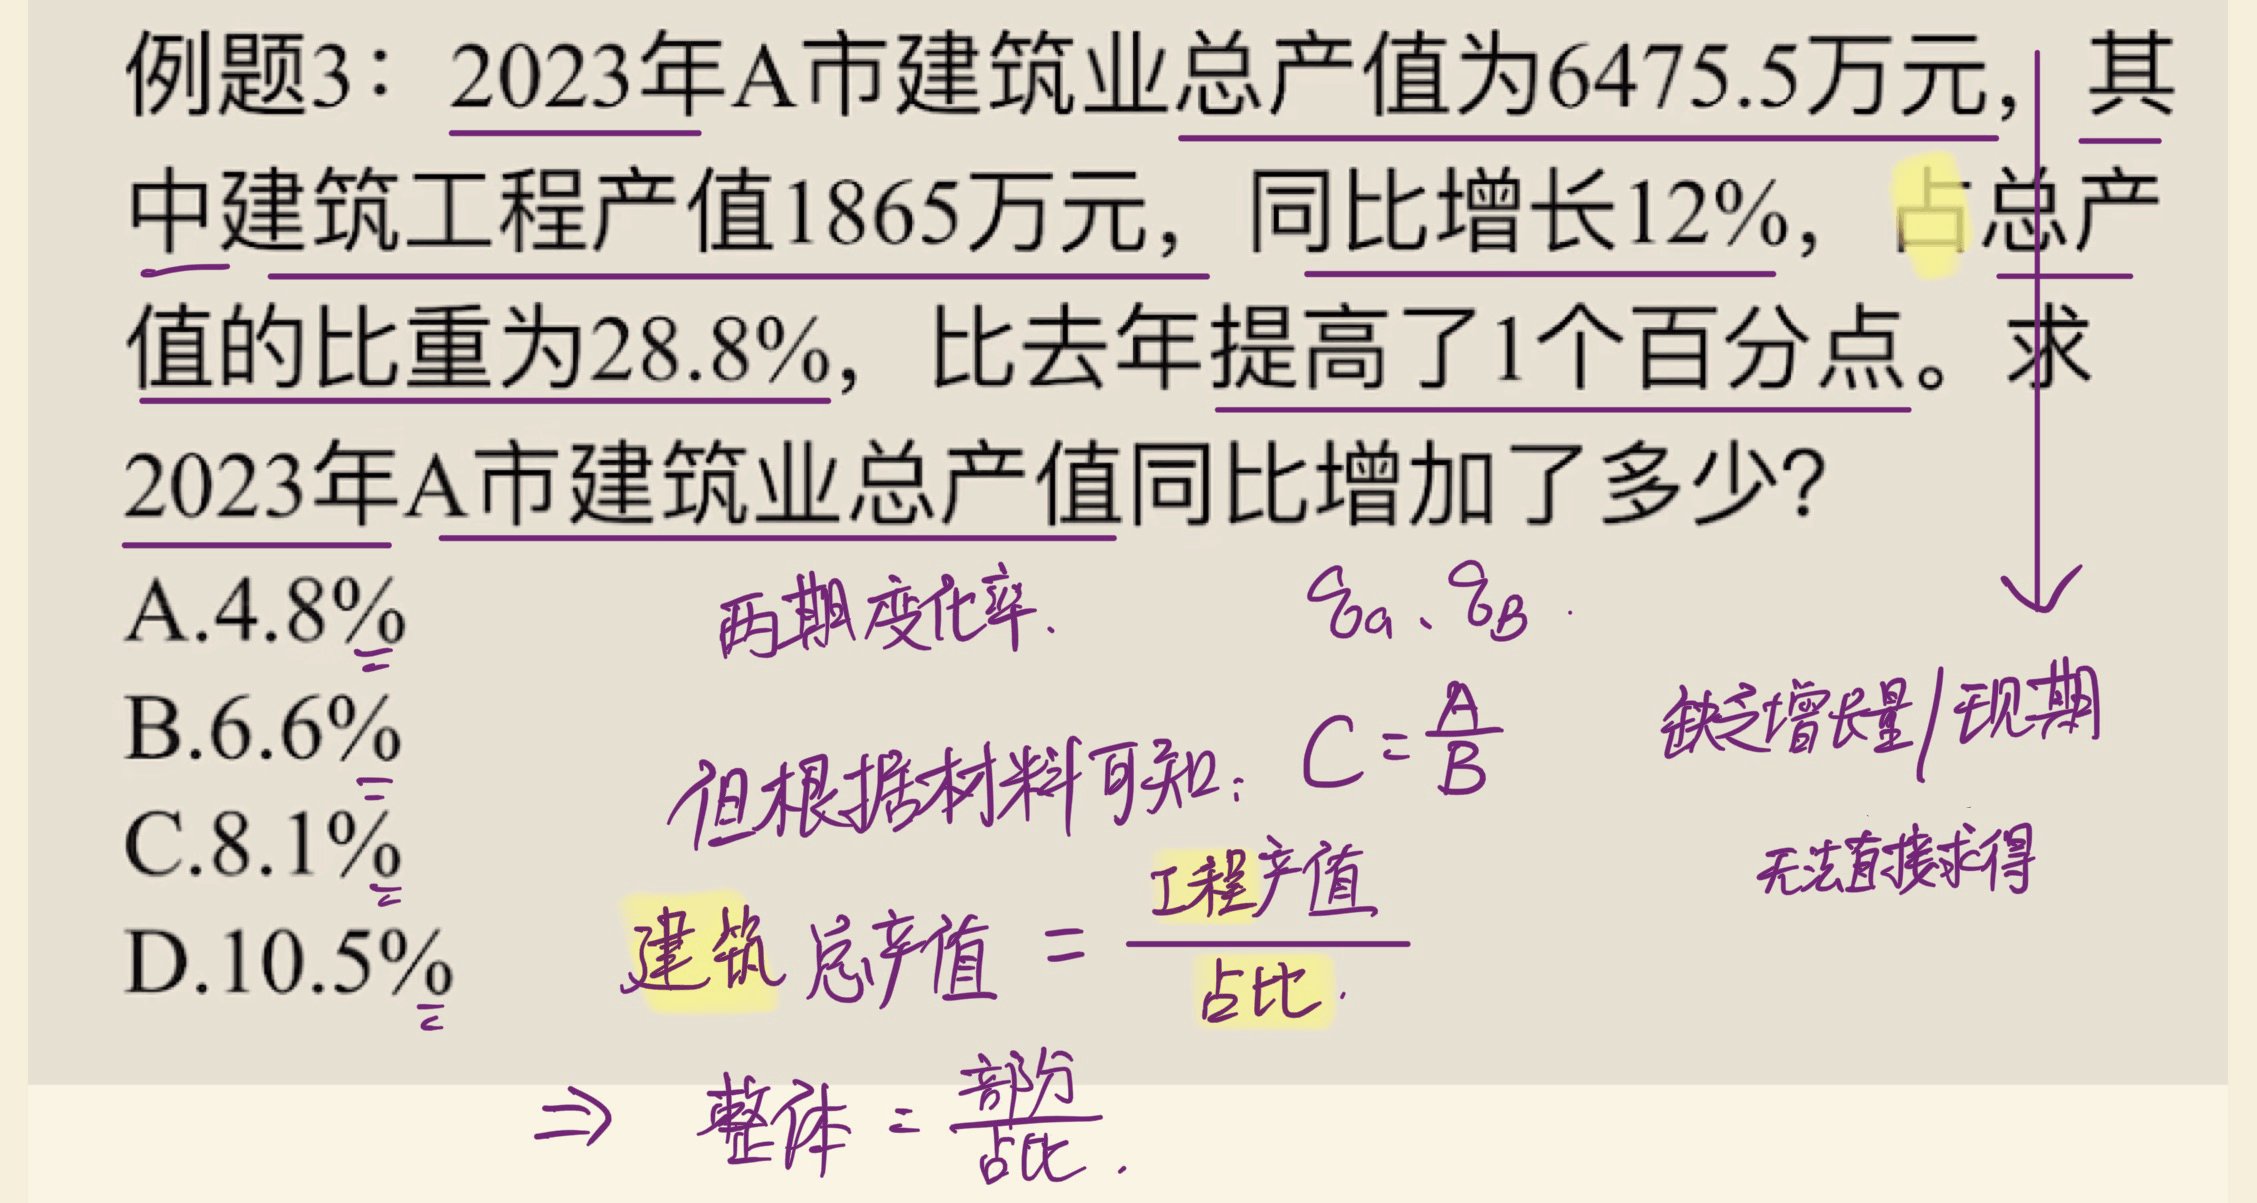 例题3：2023年A市建筑业总产值为6475.5万元，其
中建筑工程产值1865万元，同比增长12%，占总产
值的比重为28.8%，比去年提高了1个百分点。求
2023年A市建筑业总产值同比增加了多少？
A.4.8%
B.6.6%
C.8.1%
D.10.5%
两期变化率.
qa、qB.
缺乏增长量/现期
无法直接求得
但根据材料可知: C=A/B
建筑总产值=工程产值/占比.
⇒ 整体=部分/占比.